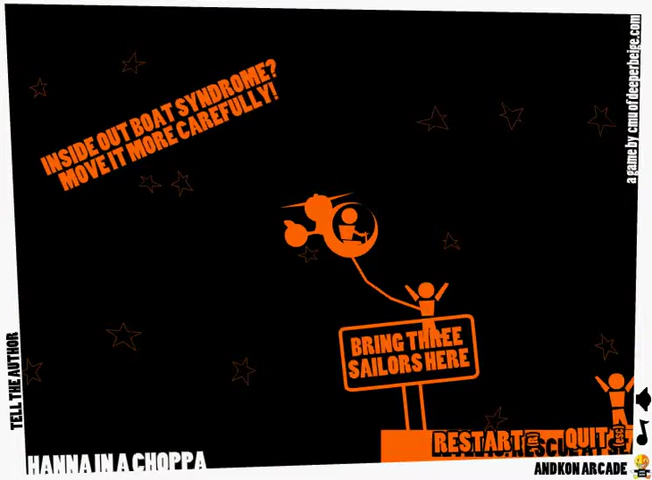 INSIDE OUT BOAT SYNDROME?
MOVE IT MORE CAREFULLY!
a game by cmu of deeperbeige.com
BRING THREE
SAILORS HERE
TELL THE AUTHOR
RESTART [R] QUIT [esc]
HANNA IN A CHOPPA
ANDKON ARCADE